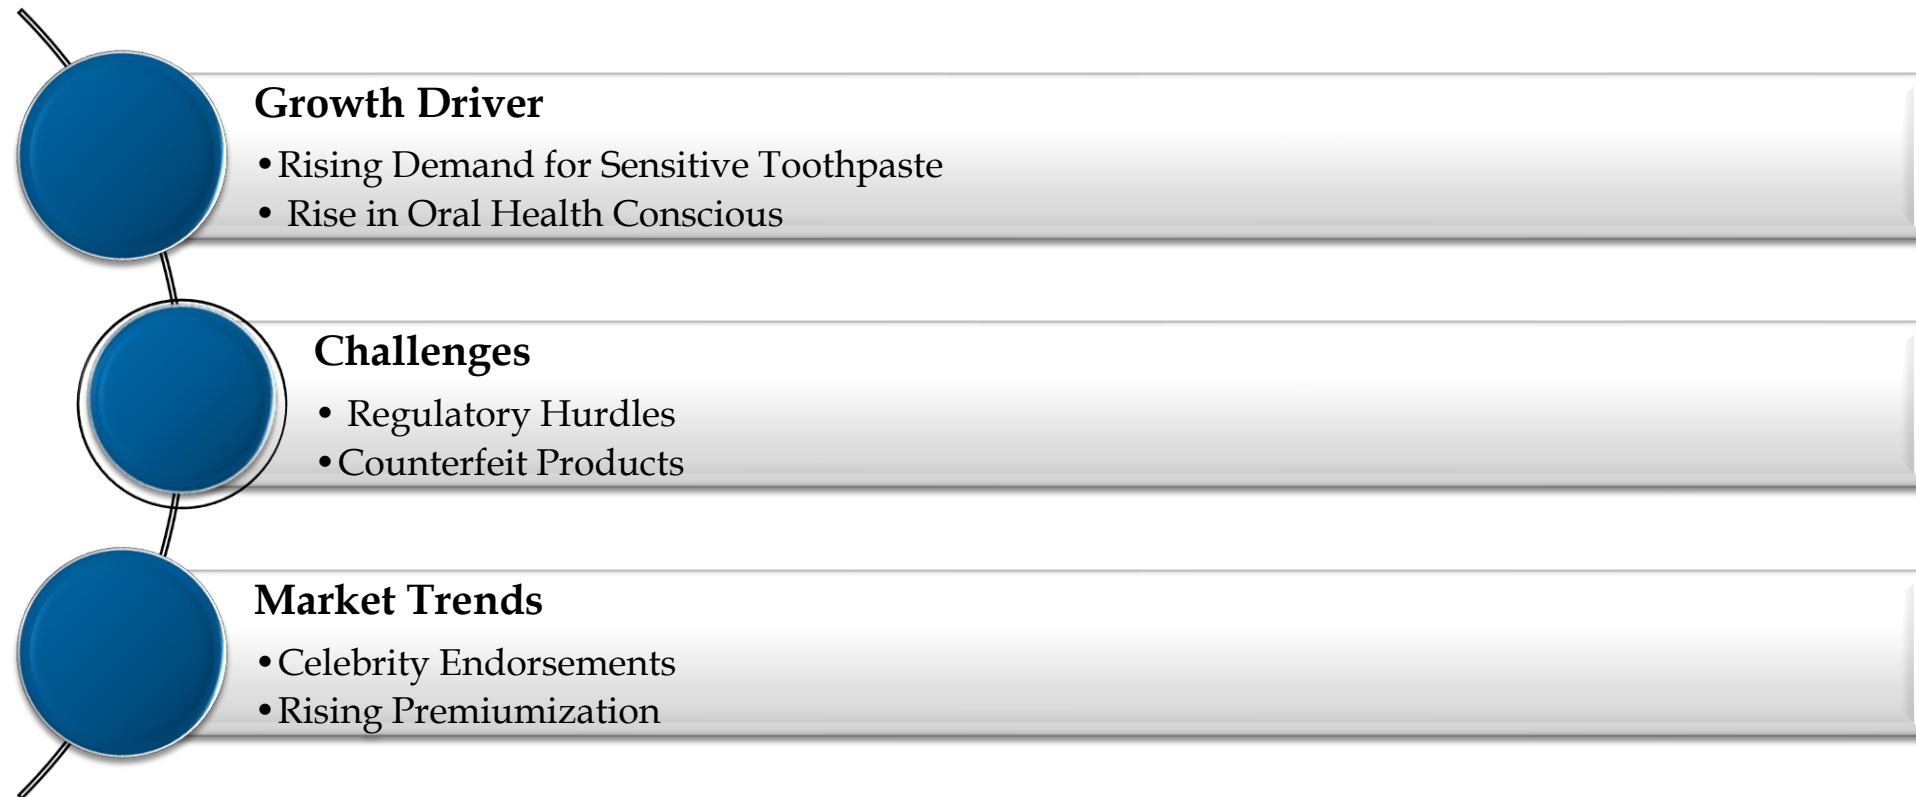 Growth Driver
•Rising Demand for Sensitive Toothpaste
• Rise in Oral Health Conscious
Challenges
• Regulatory Hurdles
•Counterfeit Products
Market Trends
•Celebrity Endorsements
•Rising Premiumization